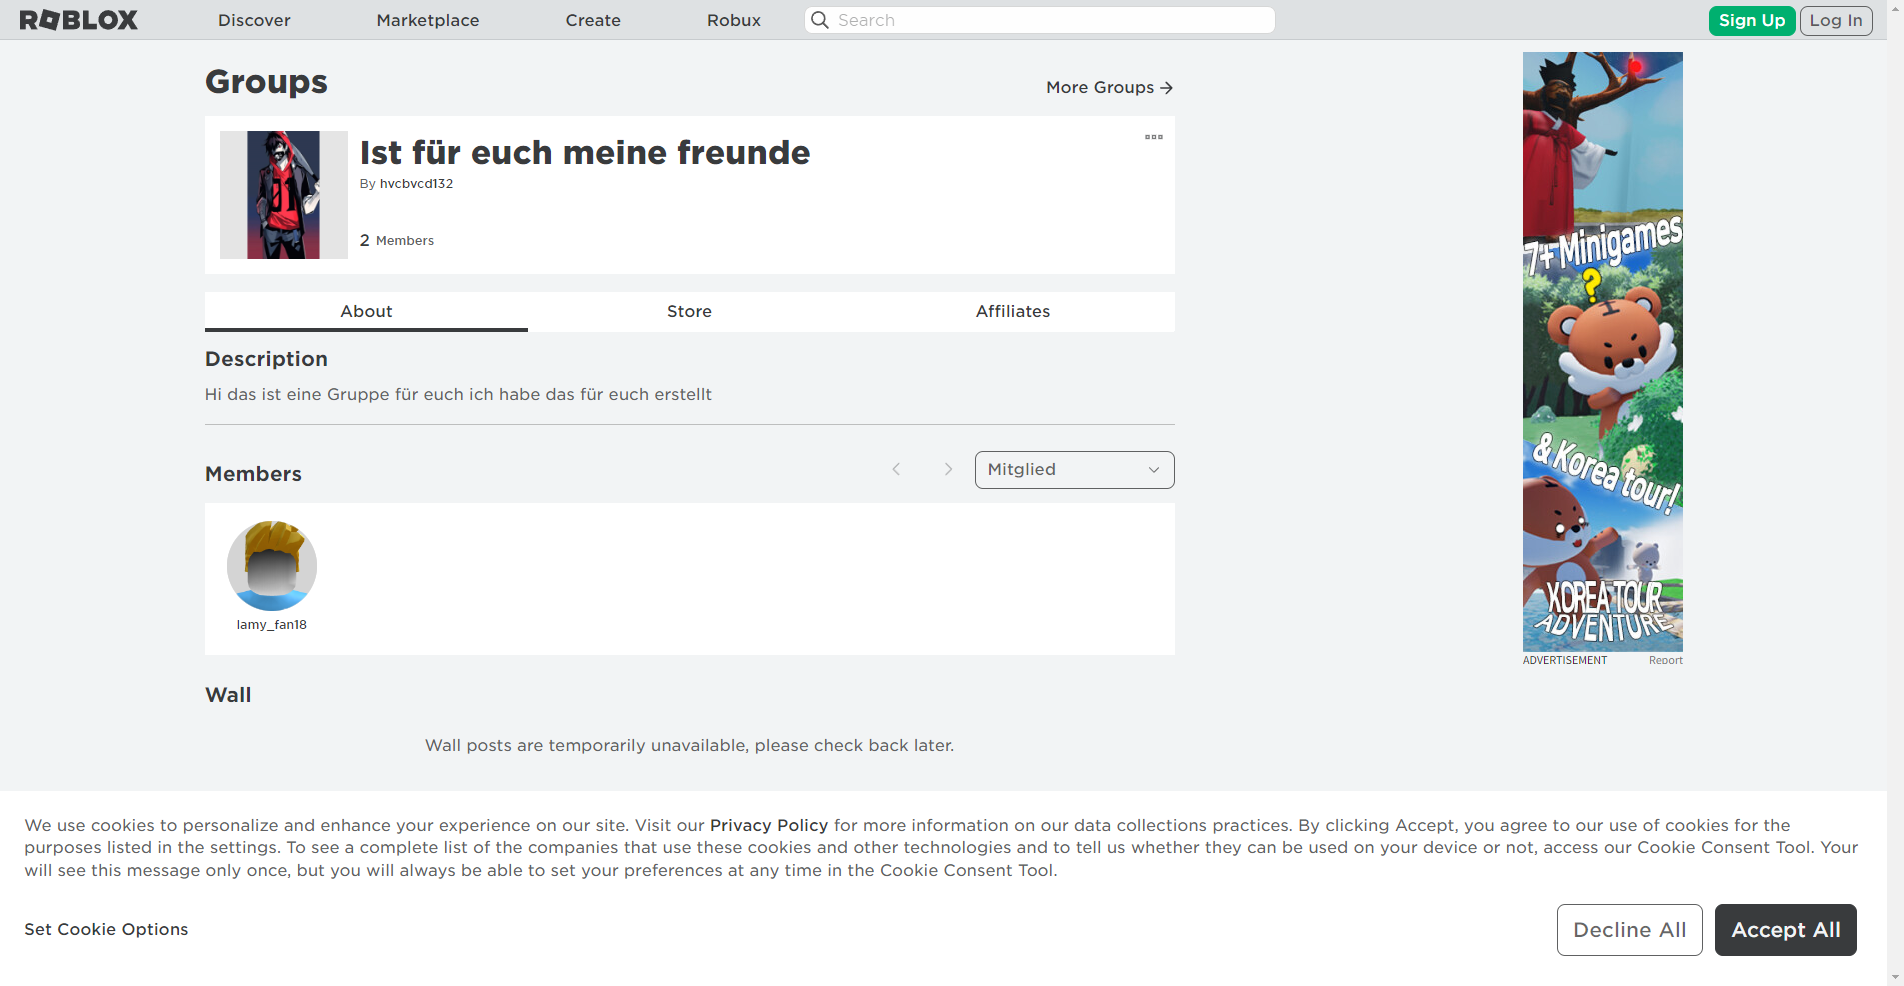 ROBLOX
Discover
Marketplace
Create
Robux
Search
Sign Up
Log In
Groups
More Groups
Ist für euch meine freunde
By hvcbvcd132
2 Members
About
Store
Affiliates
Description
Hi das ist eine Gruppe für euch ich habe das für euch erstellt
Members
Mitglied
lamy_fan18
Wall
Wall posts are temporarily unavailable, please check back later.
7+ Minigames
?
& Korea tour!
KOREA TOUR
ADVENTURE
ADVERTISEMENT
Report
We use cookies to personalize and enhance your experience on our site. Visit our Privacy Policy for more information on our data collections practices. By clicking Accept, you agree to our use of cookies for the
purposes listed in the settings. To see a complete list of the companies that use these cookies and other technologies and to tell us whether they can be used on your device or not, access our Cookie Consent Tool. Your
will see this message only once, but you will always be able to set your preferences at any time in the Cookie Consent Tool.
Set Cookie Options
Decline All
Accept All